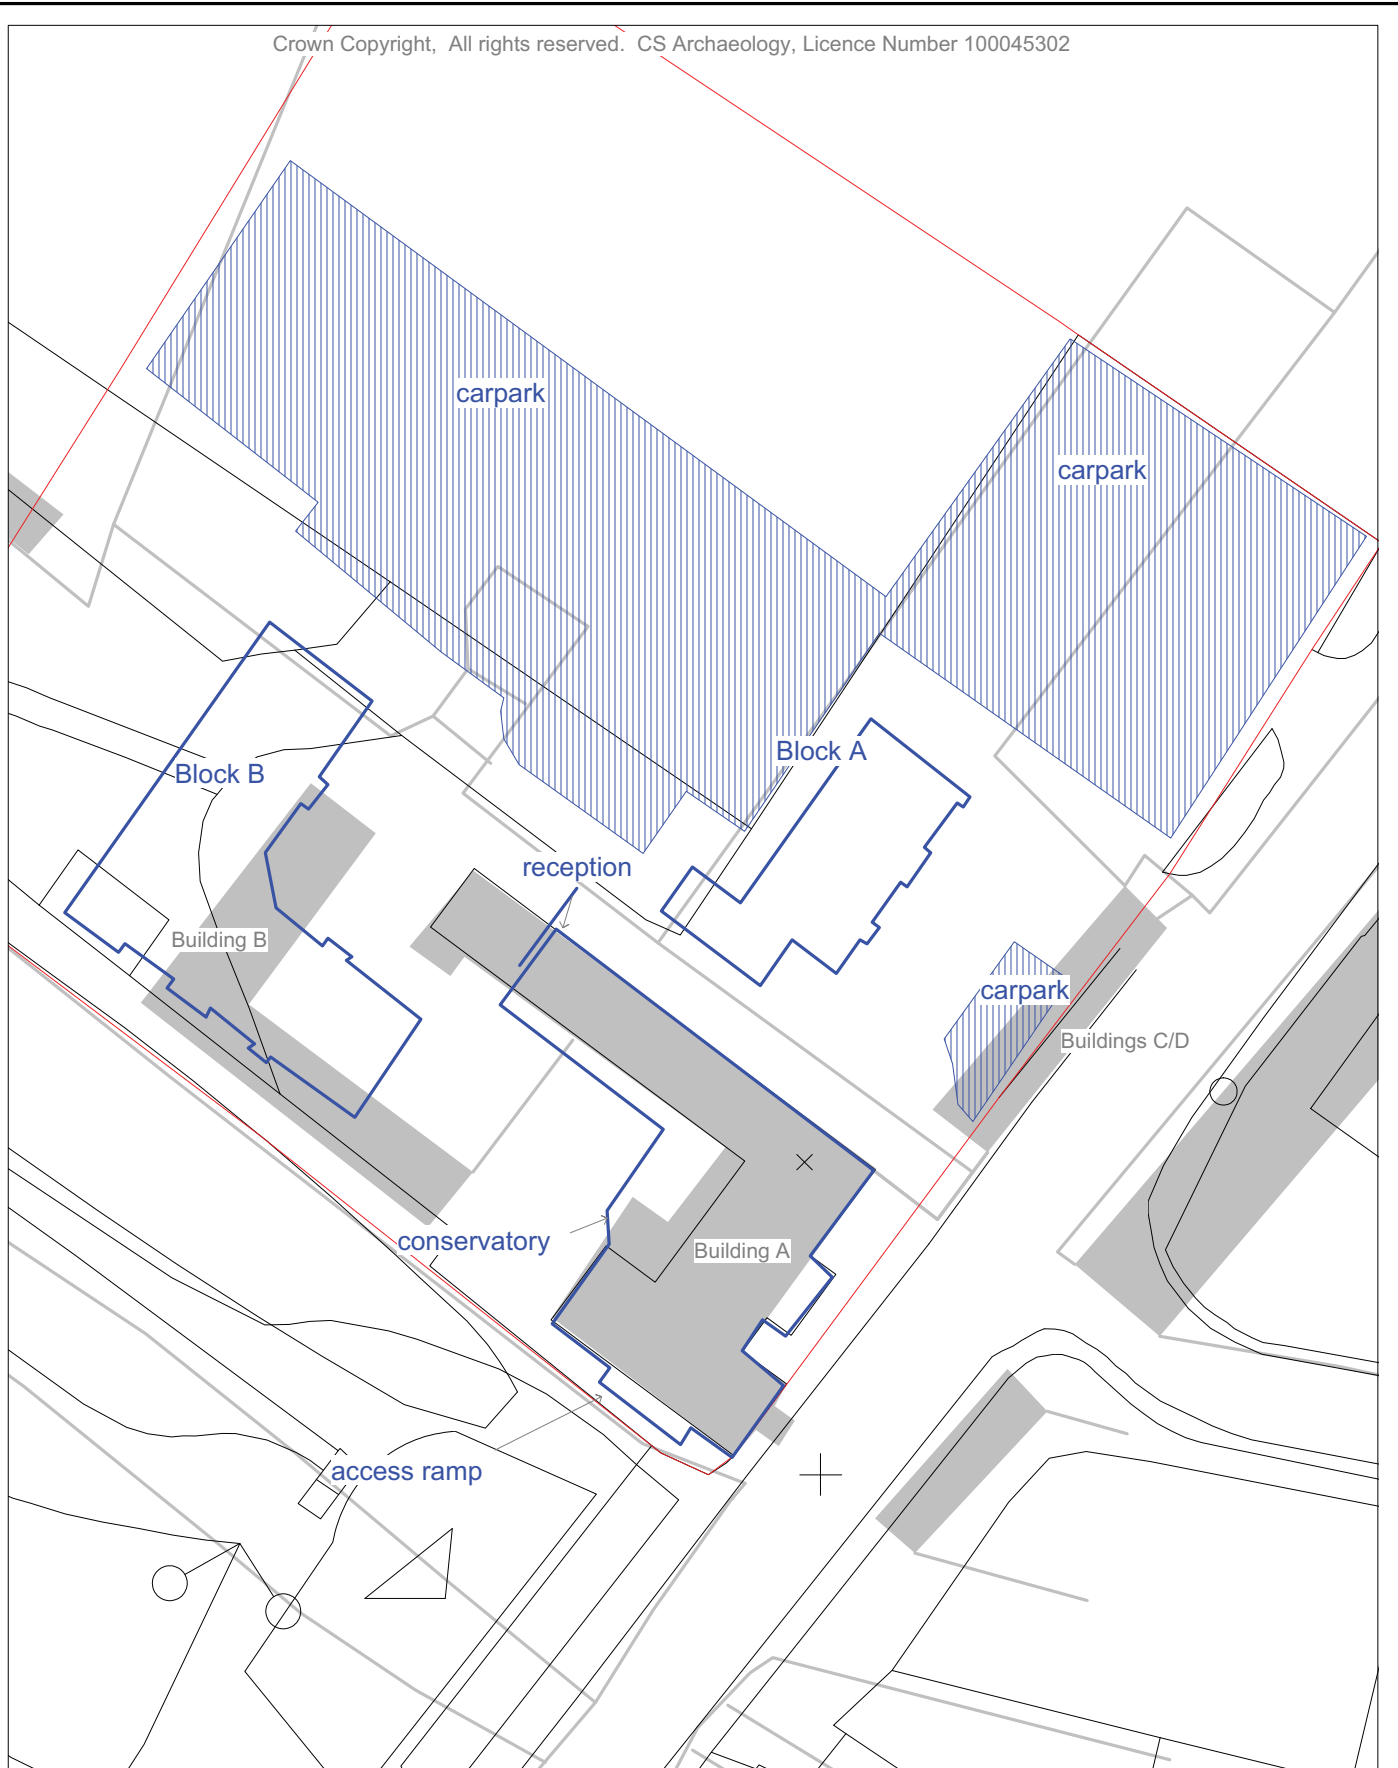 Crown Copyright, All rights reserved. CS Archaeology, Licence Number 100045302
carpark
carpark
Block A
Block B
reception
Building B
carpark
Buildings C/D
conservatory
Building A
access ramp